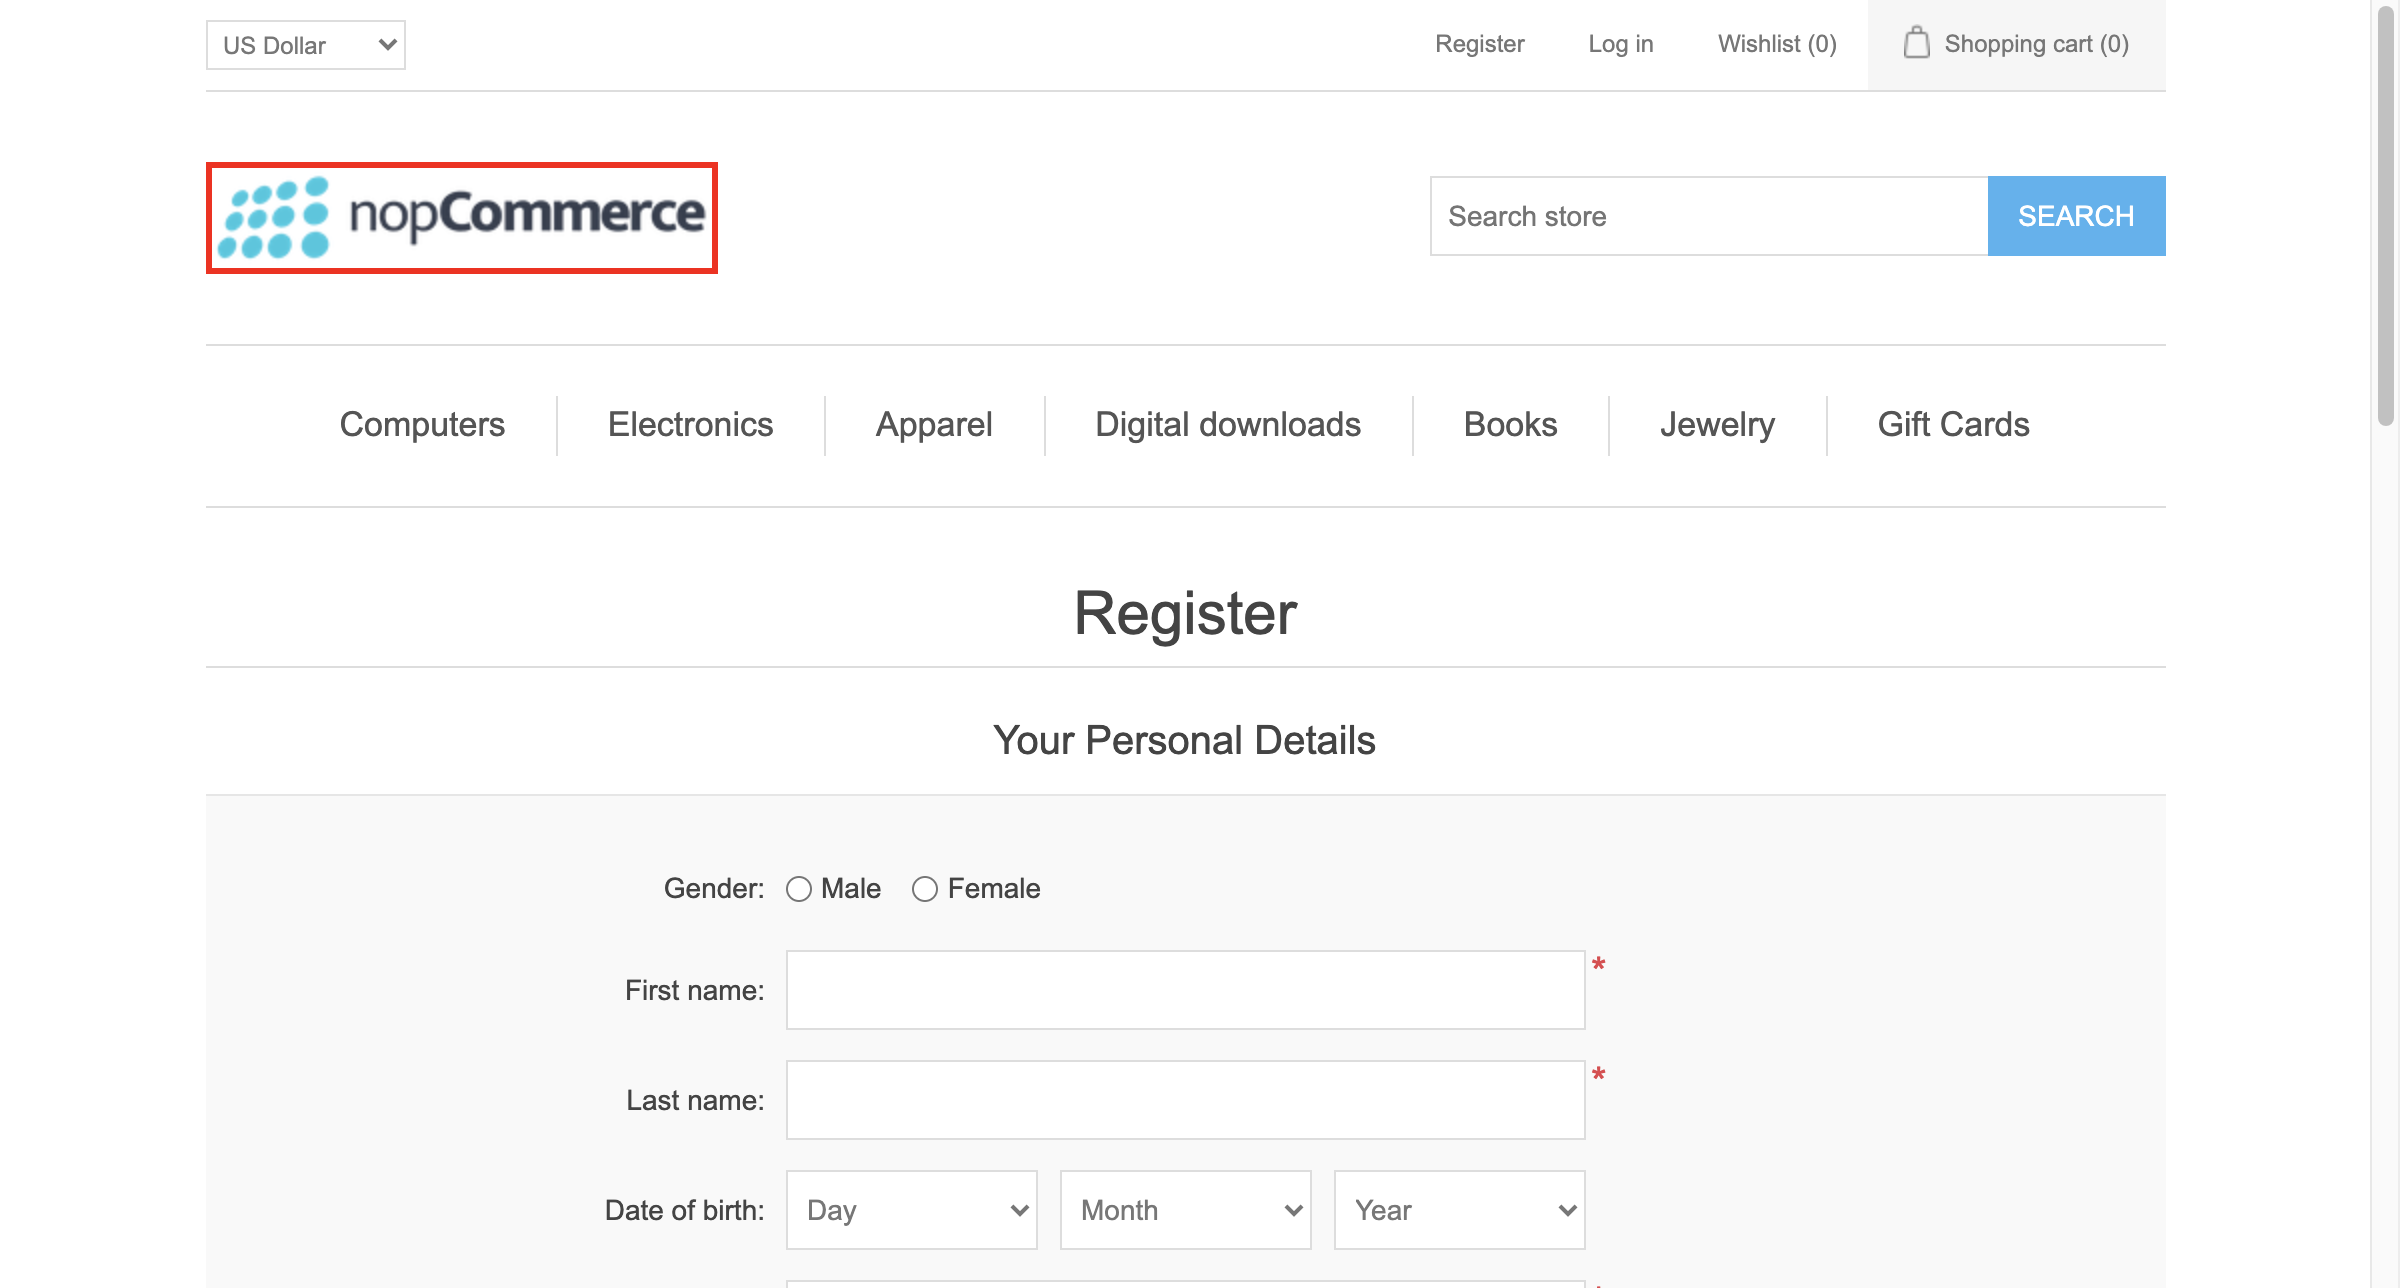 US Dollar
Register
Log in
Wishlist (0)
Shopping cart (0)
nopCommerce
Search store
SEARCH
Computers
Electronics
Apparel
Digital downloads
Books
Jewelry
Gift Cards
Register
Your Personal Details
Gender: Male Female
First name: *
Last name: *
Date of birth: Day Month Year